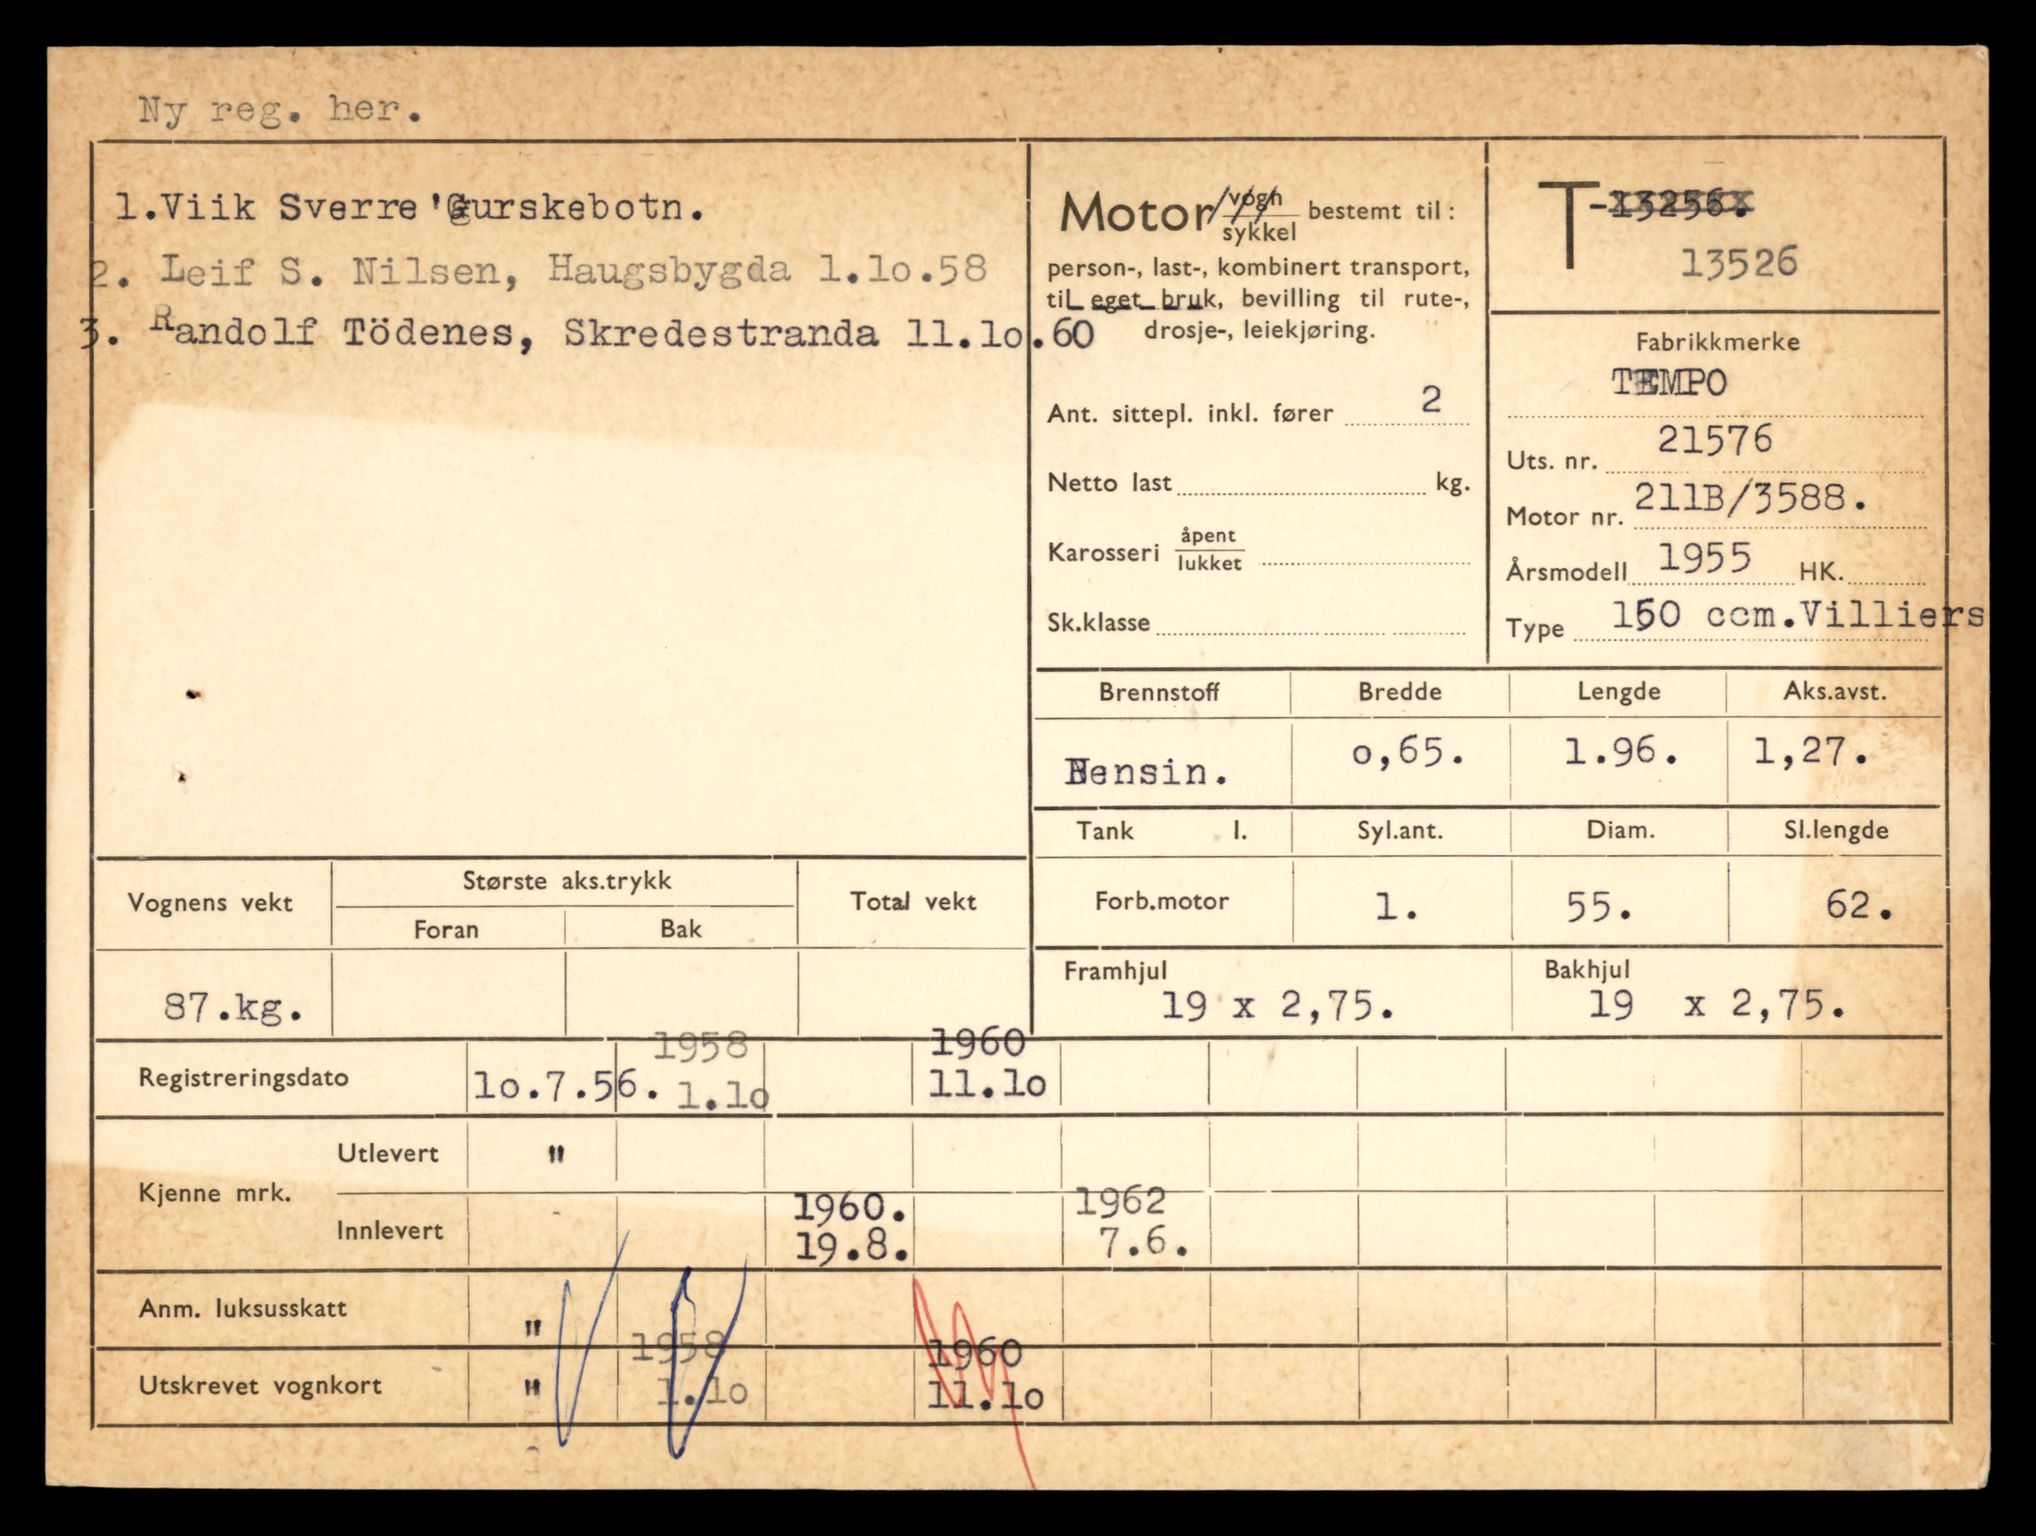 Ny reg. her.
1.Viik Sverre Gurskebotn.
2. Leif S. Nilsen, Haugsbygda 1.10.58
3. Randolf Tödenes, Skredestranda 11.10.60
Motor vogn/sykkel bestemt til:
person-, last-, kombinert transport,
til eget bruk, bevilling til rute-,
drosje-, leiekjøring.
Ant. sittepl. inkl. fører 2
Netto last kg.
Karosseri åpent/lukket
Sk.klasse
T-13256.
13526
Fabrikkmerke
TEMPO
Uts. nr. 21576
Motor nr. 211B/3588.
Årsmodell 1955 HK.
Type 150 ccm.Villiers
Brennstoff Bredde Lengde Aks.avst.
Bensin. 0,65. 1.96. 1,27.
Tank l. Syl.ant. Diam. Sl.lengde
Forb.motor 1. 55. 62.
Framhjul Bakhjul
19 x 2,75. 19 x 2,75.
Vognens vekt Største aks.trykk Total vekt
Foran Bak
87.kg.
1958 1960
Registreringsdato 10.7.56. 1.10 11.10
Kjenne mrk.
Utlevert "
1960. 1962
Innlevert 19.8. 7.6.
Anm. luksusskatt "
1958 1960
Utskrevet vognkort " 1.10 11.10